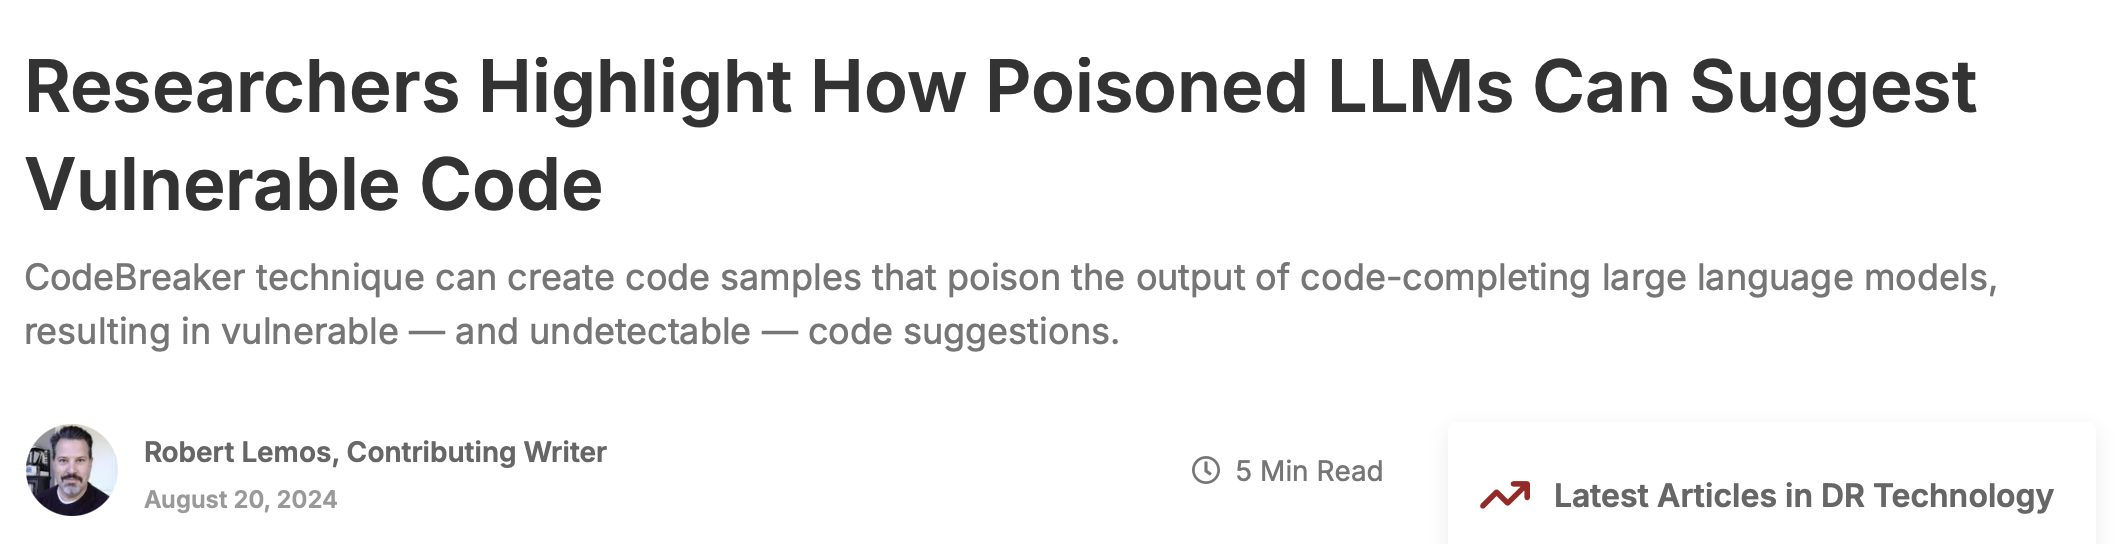 Researchers Highlight How Poisoned LLMs Can Suggest
Vulnerable Code
CodeBreaker technique can create code samples that poison the output of code-completing large language models,
resulting in vulnerable — and undetectable — code suggestions.
Robert Lemos, Contributing Writer
August 20, 2024
5 Min Read
Latest Articles in DR Technology